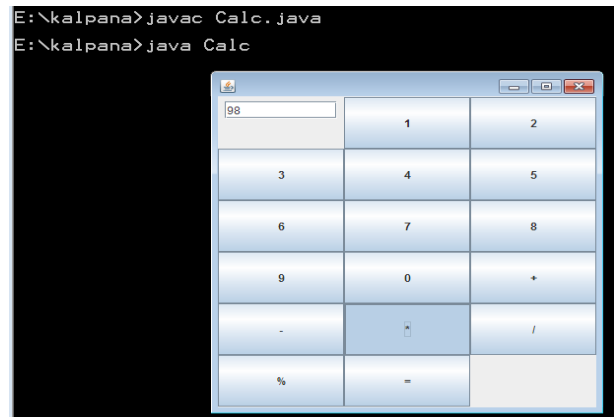 E:\kalpana>javac Calc.java
E:\kalpana>java Calc
98 1 2
3 4 5
6 7 8
9 0 +
- * /
% =